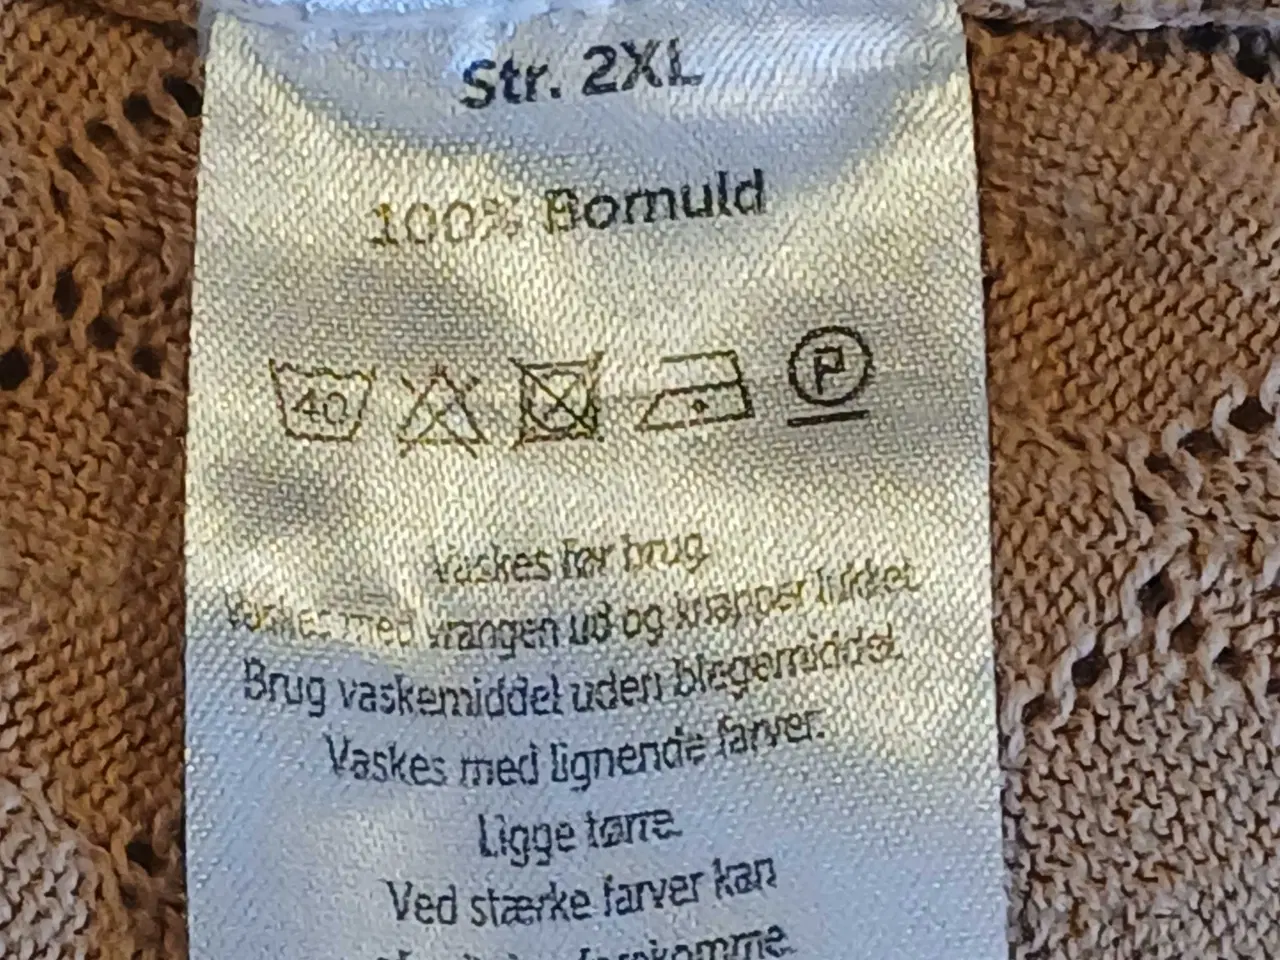 Str. 2XL
100% Bomuld
40
P
Vaskes før brug
Vaskes med vrangen ud og knapper lukket
Brug vaskemiddel uden blegemiddel
Vaskes med lignende farver.
Ligge tørre
Ved stærke farver kan
forekomme.